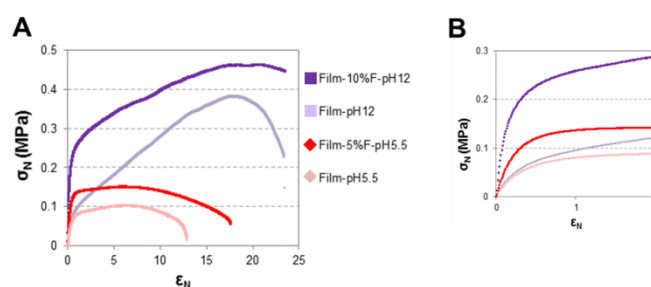 A
σN (MPa)
0.5
0.4
0.3
0.2
0.1
0
0
5
10
15
20
25
εN
Film-10%F-pH12
Film-pH12
Film-5%F-pH5.5
Film-pH5.5
B
σN (MPa)
0.3
0.2
0.1
0
0
1
εN